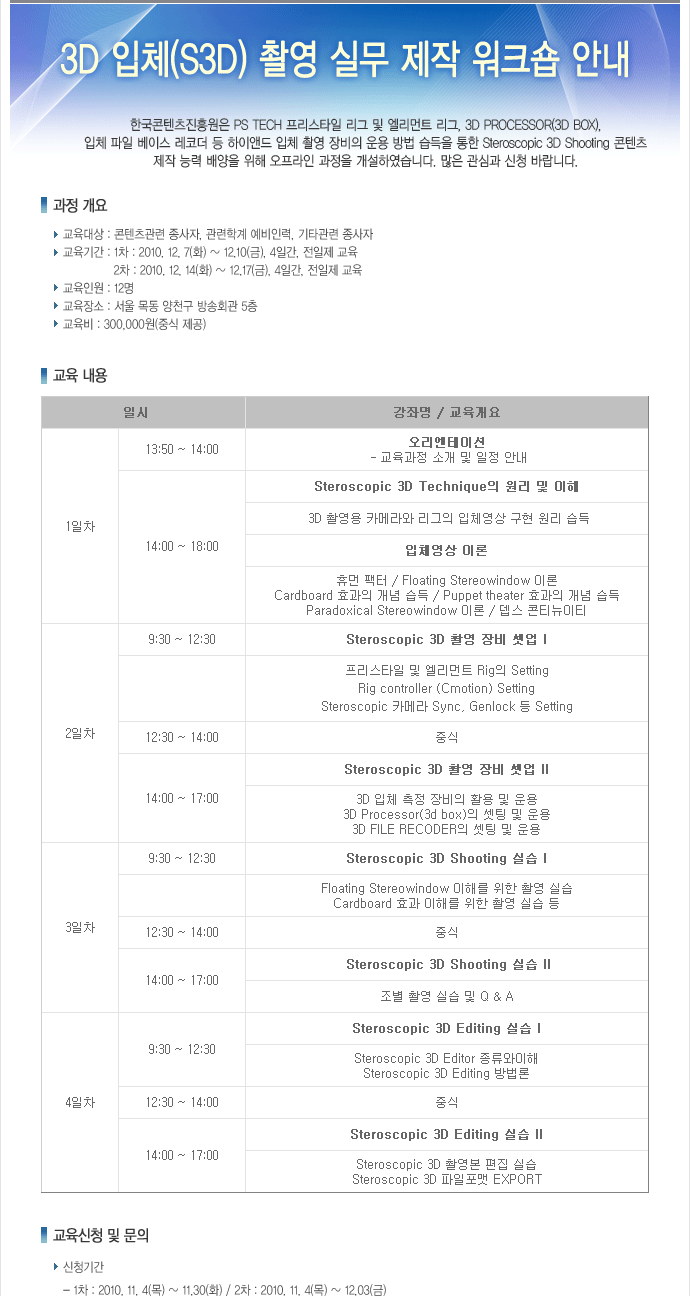 3D 입체(S3D) 촬영 실무 제작 워크숍 안내
한국콘텐츠진흥원은 PS TECH 프리스타일 리그 및 엘리먼트 리그, 3D PROCESSOR(3D BOX),
입체 파일 베이스 레코더 등 하이앤드 입체 촬영 장비의 운용 방법 습득을 통한 Steroscopic 3D Shooting 콘텐츠
제작 능력 배양을 위해 오프라인 과정을 개설하였습니다. 많은 관심과 신청 바랍니다.
과정 개요
교육대상 : 콘텐츠관련 종사자, 관련학계 예비인력, 기타관련 종사자
교육기간 : 1차 : 2010. 12. 7(화) ~ 12.10(금), 4일간, 전일제 교육
2차 : 2010. 12. 14(화) ~ 12.17(금), 4일간, 전일제 교육
교육인원 : 12명
교육장소 : 서울 목동 양천구 방송회관 5층
교육비 : 300,000원(중식 제공)
교육 내용
일시 강좌명 / 교육개요
1일차
13:50 ~ 14:00
오리엔테이션
- 교육과정 소개 및 일정 안내
14:00 ~ 18:00
Steroscopic 3D Technique의 원리 및 이해
3D 촬영용 카메라와 리그의 입체영상 구현 원리 습득
입체영상 이론
휴먼 팩터 / Floating Stereowindow 이론
Cardboard 효과의 개념 습득 / Puppet theater 효과의 개념 습득
Paradoxical Stereowindow 이론 / 뎁스 콘티뉴이티
2일차
9:30 ~ 12:30
Steroscopic 3D 촬영 장비 셋업 I
프리스타일 및 엘리먼트 Rig의 Setting
Rig controller (Cmotion) Setting
Steroscopic 카메라 Sync, Genlock 등 Setting
12:30 ~ 14:00
중식
14:00 ~ 17:00
Steroscopic 3D 촬영 장비 셋업 II
3D 입체 측정 장비의 활용 및 운용
3D Processor(3d box)의 셋팅 및 운용
3D FILE RECODER의 셋팅 및 운용
3일차
9:30 ~ 12:30
Steroscopic 3D Shooting 실습 I
Floating Stereowindow 이해를 위한 촬영 실습
Cardboard 효과 이해를 위한 촬영 실습 등
12:30 ~ 14:00
중식
14:00 ~ 17:00
Steroscopic 3D Shooting 실습 II
조별 촬영 실습 및 Q & A
4일차
9:30 ~ 12:30
Steroscopic 3D Editing 실습 I
Steroscopic 3D Editor 종류와이해
Steroscopic 3D Editing 방법론
12:30 ~ 14:00
중식
14:00 ~ 17:00
Steroscopic 3D Editing 실습 II
Steroscopic 3D 촬영본 편집 실습
Steroscopic 3D 파일포맷 EXPORT
교육신청 및 문의
신청기간
- 1차 : 2010. 11. 4(목) ~ 11.30(화) / 2차 : 2010. 11. 4(목) ~ 12.03(금)